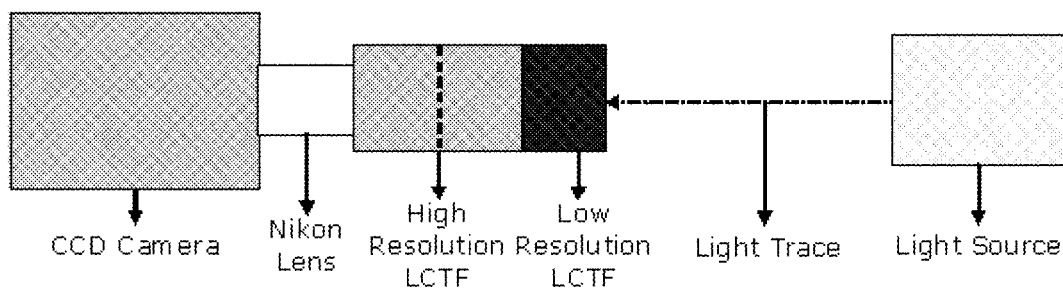 CCD Camera
Nikon
Lens
High
Resolution
LCTF
Low
Resolution
LCTF
Light Trace
Light Source